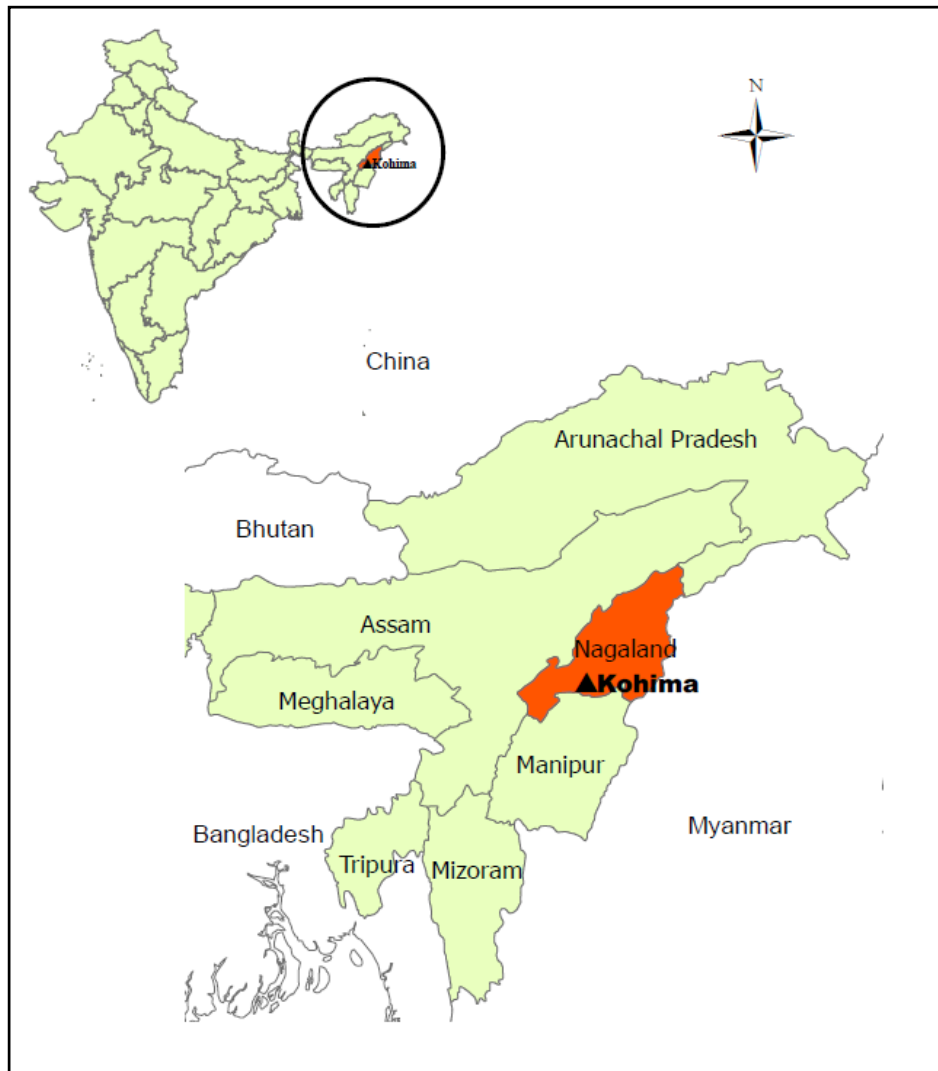 N
Kohima
China
Arunachal Pradesh
Bhutan
Assam
Nagaland
Kohima
Meghalaya
Manipur
Bangladesh
Myanmar
Tripura
Mizoram